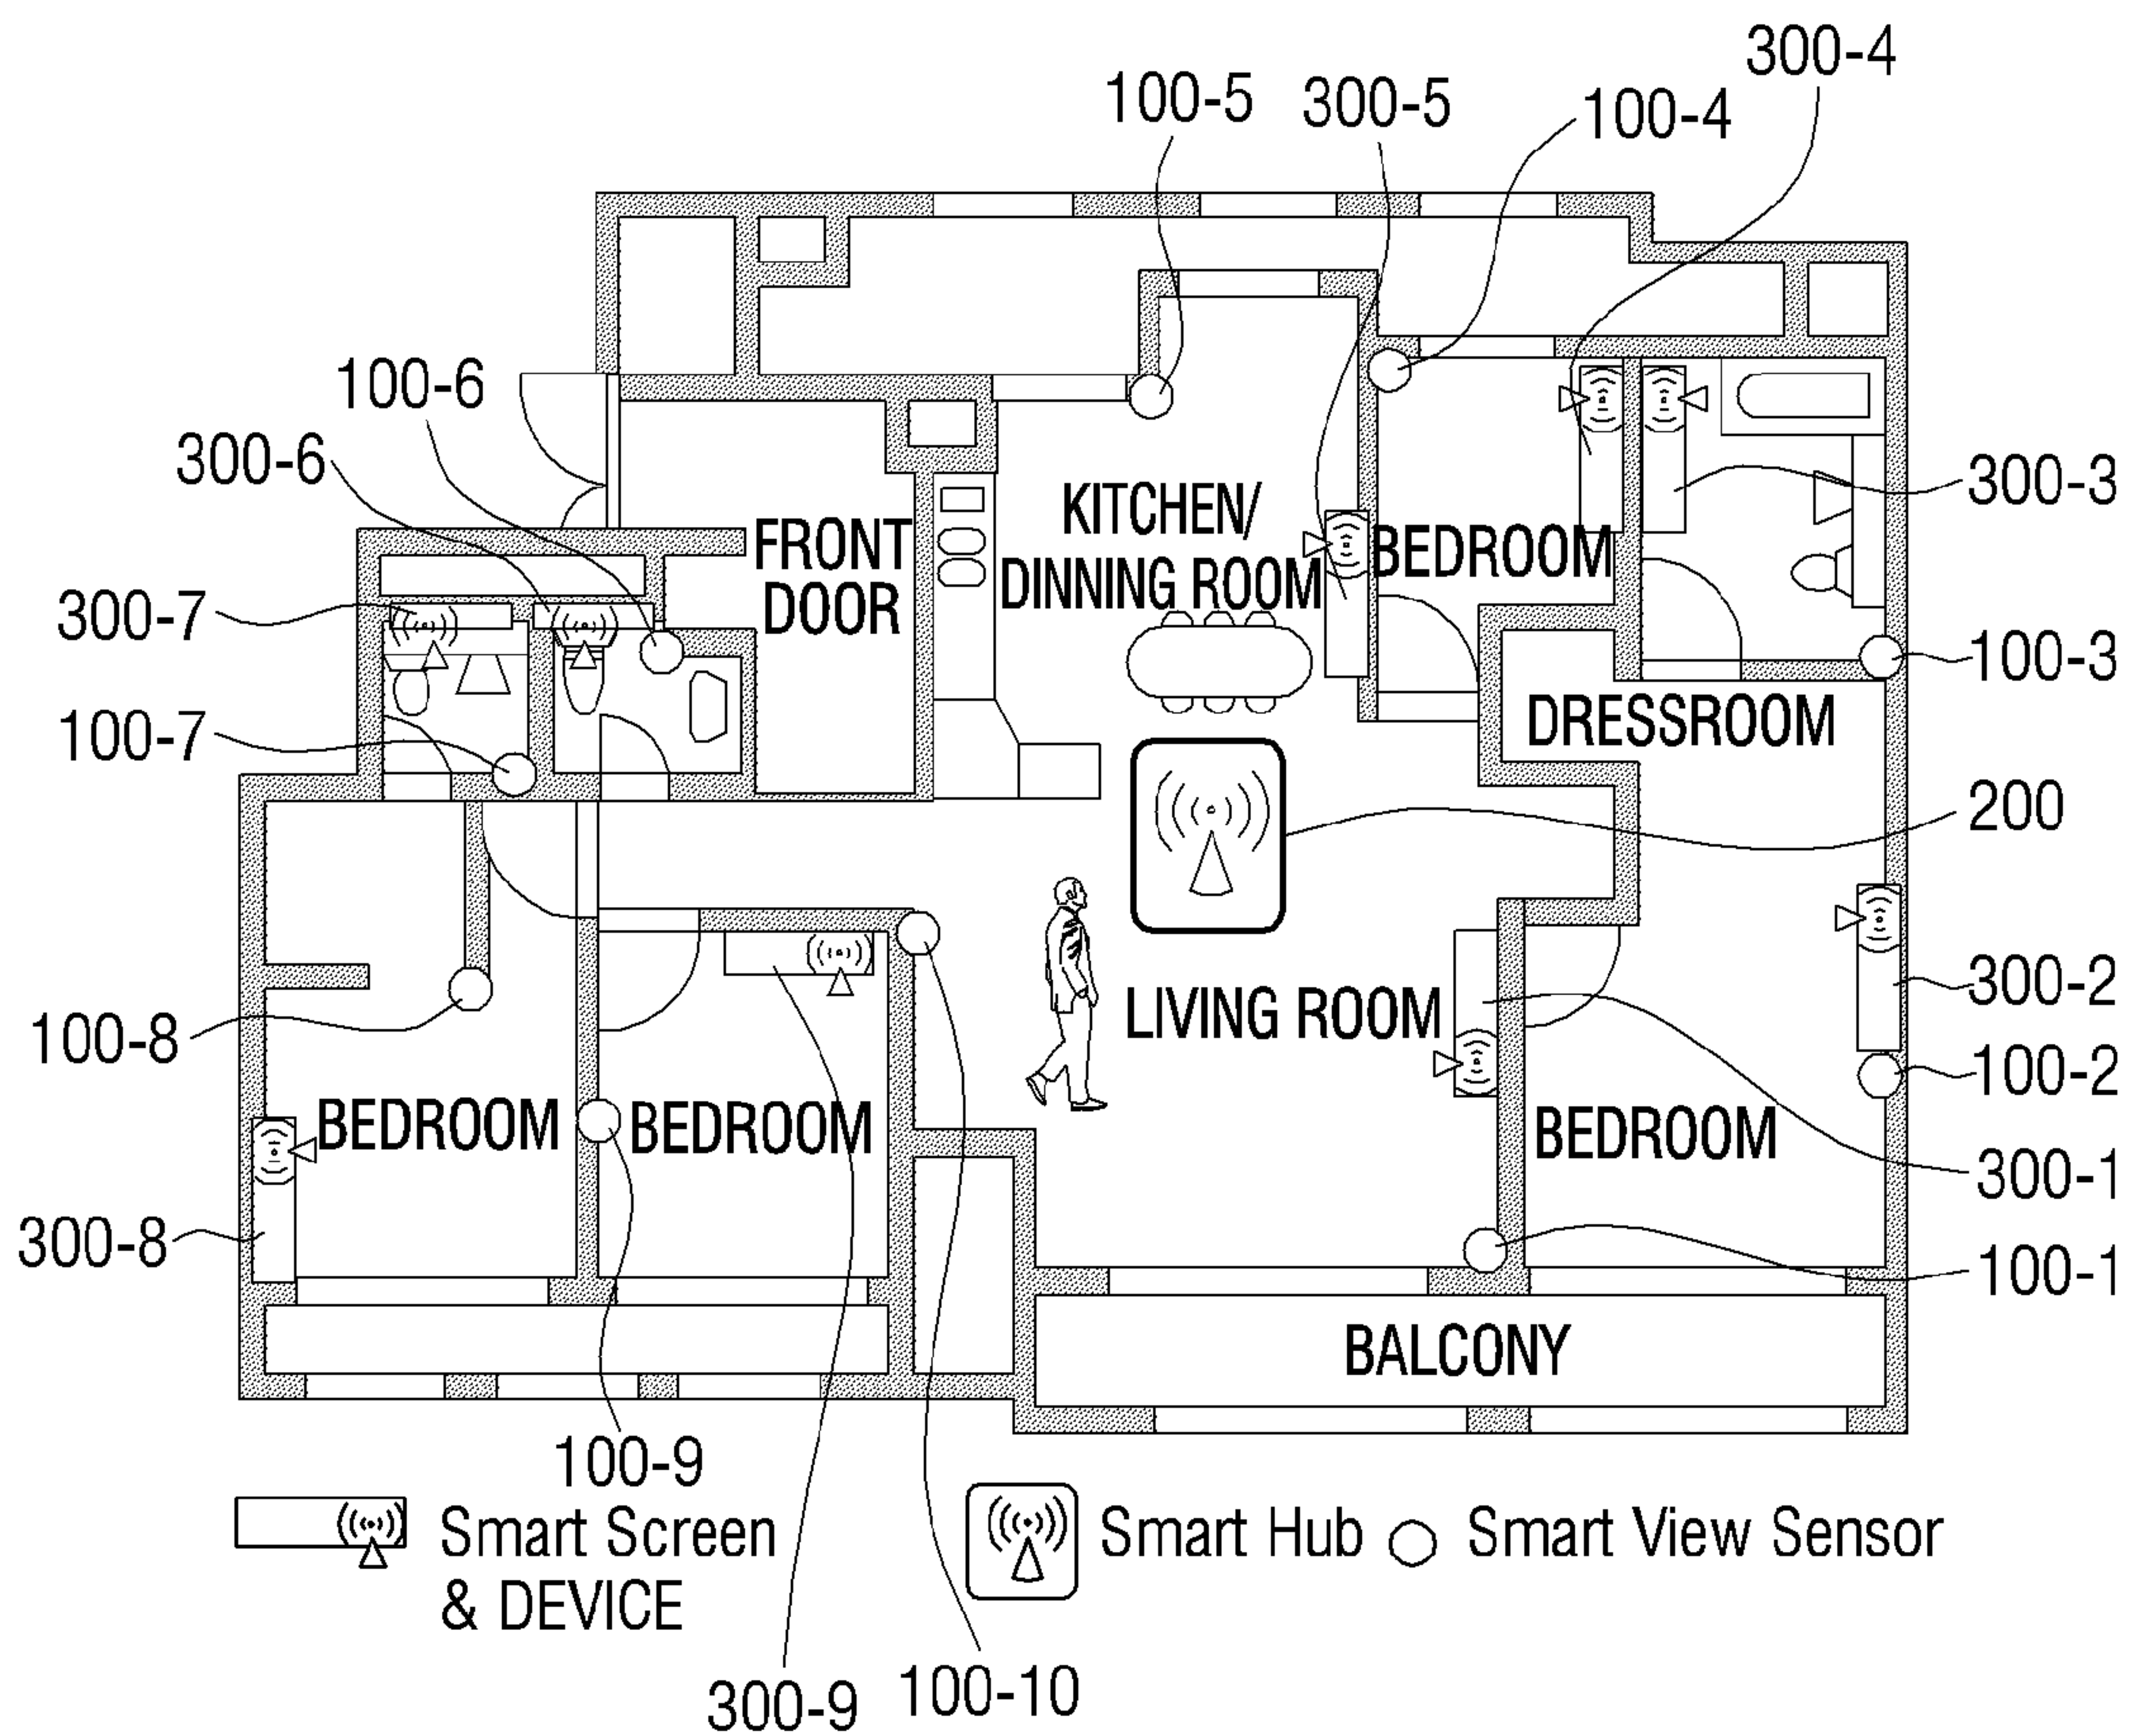 300-4
100-5
300-5
100-4
100-6
300-6
KITCHEN/
DINNING ROOM
FRONT
DOOR
BEDROOM
300-3
300-7
100-3
100-7
DRESSROOM
200
300-2
100-8
LIVING ROOM
100-2
BEDROOM
BEDROOM
BEDROOM
300-1
300-8
100-1
BALCONY
100-9
Smart Screen
& DEVICE
Smart Hub
Smart View Sensor
300-9
100-10